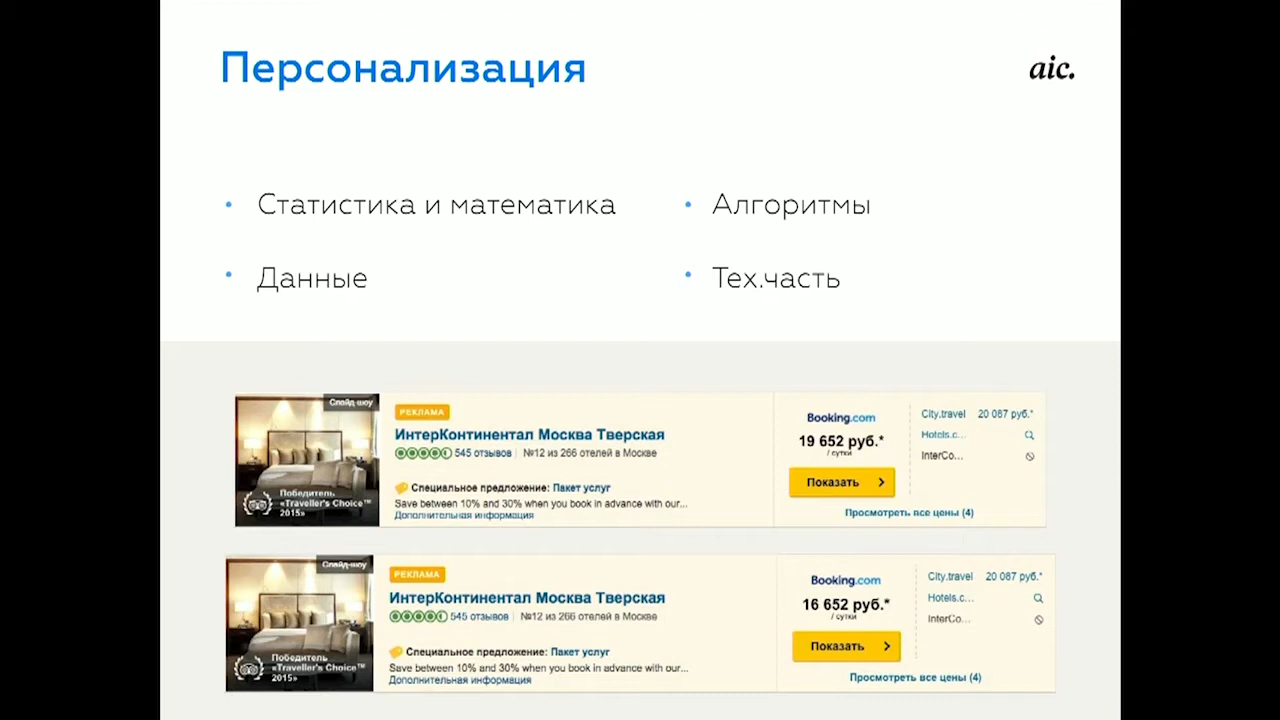 Персонализация
aic.
• Статистика и математика
• Алгоритмы
• Данные
• Тех.часть
Слайд-шоу
Победитель
«Traveller's Choice™
2015»
РЕКЛАМА
ИнтерКонтинентал Москва Тверская
545 отзывов | №12 из 266 отелей в Москве
Специальное предложение: Пакет услуг
Save between 10% and 30% when you book in advance with our...
Дополнительная информация
Booking.com
19 652 руб.*
/ сутки
Показать
City.travel 20 087 руб.*
Hotels.c...
InterCo...
Просмотреть все цены (4)
Слайд-шоу
Победитель
«Traveller's Choice™
2015»
РЕКЛАМА
ИнтерКонтинентал Москва Тверская
545 отзывов | №12 из 266 отелей в Москве
Специальное предложение: Пакет услуг
Save between 10% and 30% when you book in advance with our...
Дополнительная информация
Booking.com
16 652 руб.*
/ сутки
Показать
City.travel 20 087 руб.*
Hotels.c...
InterCo...
Просмотреть все цены (4)